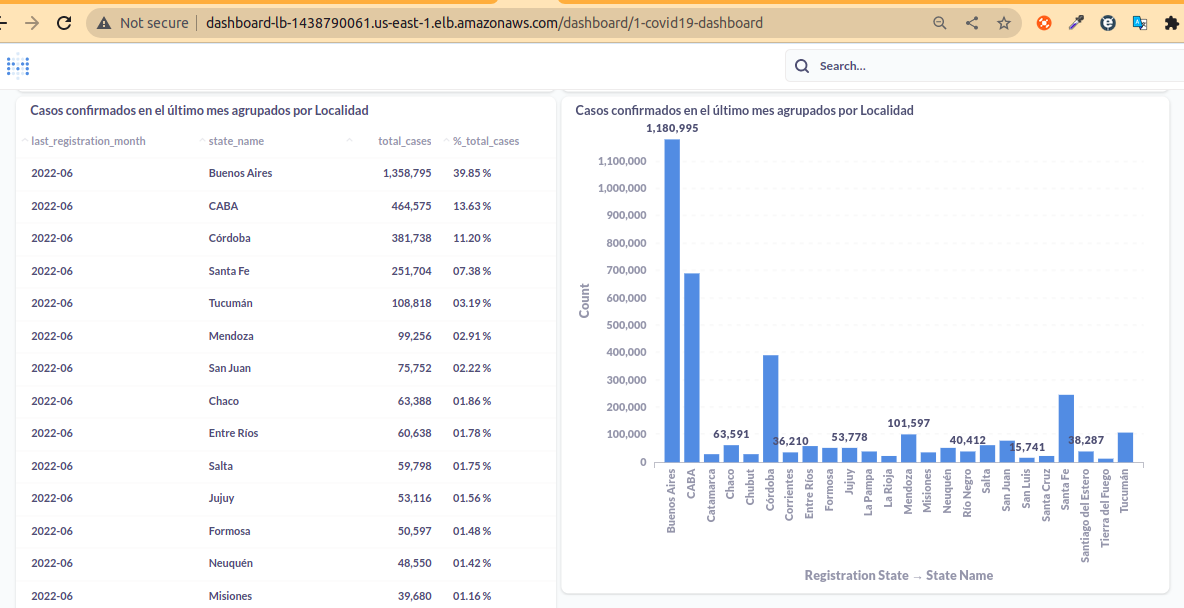 Not secure
dashboard-lb-1438790061.us-east-1.elb.amazonaws.com/dashboard/1-covid19-dashboard
Search...
Casos confirmados en el último mes agrupados por Localidad
last_registration_month state_name total_cases %_total_cases
2022-06 Buenos Aires 1,358,795 39.85 %
2022-06 CABA 464,575 13.63 %
2022-06 Córdoba 381,738 11.20 %
2022-06 Santa Fe 251,704 07.38 %
2022-06 Tucumán 108,818 03.19 %
2022-06 Mendoza 99,256 02.91 %
2022-06 San Juan 75,752 02.22 %
2022-06 Chaco 63,388 01.86 %
2022-06 Entre Ríos 60,638 01.78 %
2022-06 Salta 59,798 01.75 %
2022-06 Jujuy 53,116 01.56 %
2022-06 Formosa 50,597 01.48 %
2022-06 Neuquén 48,550 01.42 %
2022-06 Misiones 39,680 01.16 %
Casos confirmados en el último mes agrupados por Localidad
1,180,995
1,100,000
1,000,000
900,000
800,000
700,000
600,000
500,000
400,000
300,000
200,000
100,000
0
Count
63,591
36,210
53,778
101,597
40,412
15,741
38,287
Buenos Aires
CABA
Catamarca
Chaco
Chubut
Córdoba
Corrientes
Entre Ríos
Formosa
Jujuy
La Pampa
La Rioja
Mendoza
Misiones
Neuquén
Río Negro
Salta
San Juan
San Luis
Santa Cruz
Santa Fe
Santiago del Estero
Tierra del Fuego
Tucumán
Registration State → State Name